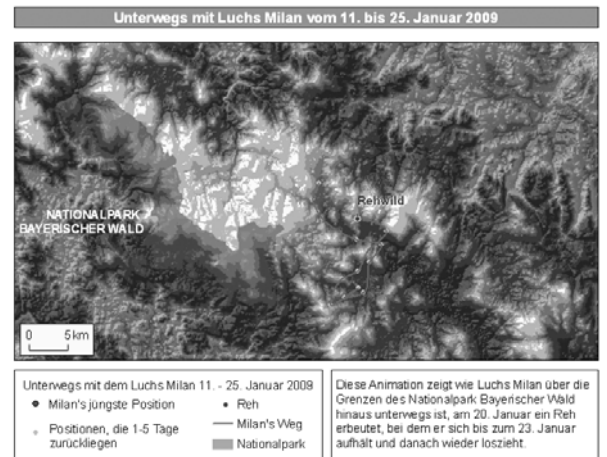 Unterwegs mit Luchs Milan vom 11. bis 25. Januar 2009
Rehwild
NATIONALPARK
BAYERISCHER WALD
0 5km
Unterwegs mit dem Luchs Milan 11. - 25. Januar 2009
Milan's jüngste Position
Reh
Positionen, die 1-5 Tage
zurückliegen
Milan's Weg
Nationalpark
Diese Animation zeigt wie Luchs Milan über die
Grenzen des Nationalpark Bayerischer Wald
hinaus unterwegs ist, am 20. Januar ein Reh
erbeutet, bei dem er sich bis zum 23. Januar
aufhält und danach wieder loszieht.